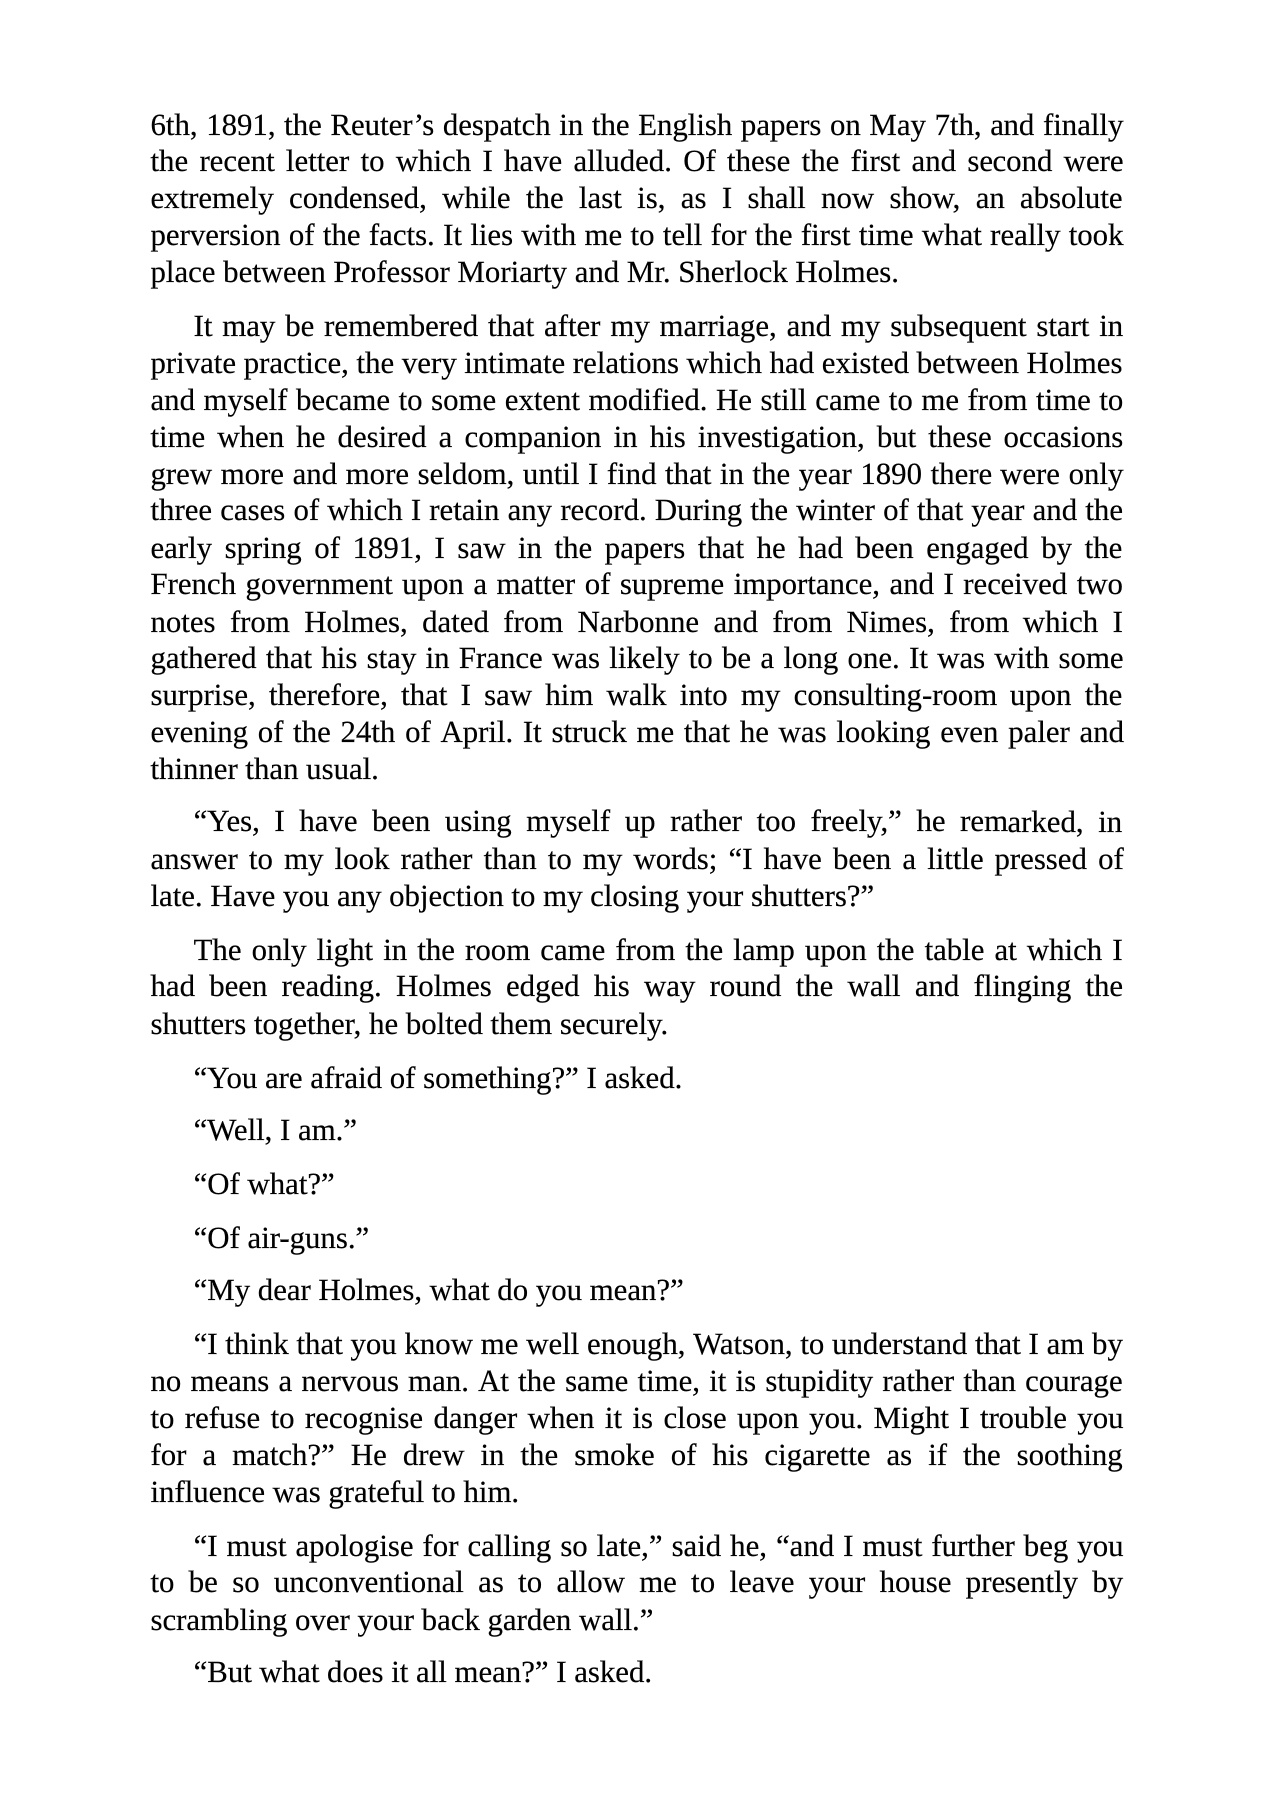 6th, 1891, the Reuter’s despatch in the English papers on May 7th, and finally
the recent letter to which I have alluded. Of these the first and second were
extremely condensed, while the last is, as I shall now show, an absolute
perversion of the facts. It lies with me to tell for the first time what really took
place between Professor Moriarty and Mr. Sherlock Holmes.
It may be remembered that after my marriage, and my subsequent start in
private practice, the very intimate relations which had existed between Holmes
and myself became to some extent modified. He still came to me from time to
time when he desired a companion in his investigation, but these occasions
grew more and more seldom, until I find that in the year 1890 there were only
three cases of which I retain any record. During the winter of that year and the
early spring of 1891, I saw in the papers that he had been engaged by the
French government upon a matter of supreme importance, and I received two
notes from Holmes, dated from Narbonne and from Nimes, from which I
gathered that his stay in France was likely to be a long one. It was with some
surprise, therefore, that I saw him walk into my consulting-room upon the
evening of the 24th of April. It struck me that he was looking even paler and
thinner than usual.
“Yes, I have been using myself up rather too freely,” he remarked, in
answer to my look rather than to my words; “I have been a little pressed of
late. Have you any objection to my closing your shutters?”
The only light in the room came from the lamp upon the table at which I
had been reading. Holmes edged his way round the wall and flinging the
shutters together, he bolted them securely.
“You are afraid of something?” I asked.
“Well, I am.”
“Of what?”
“Of air-guns.”
“My dear Holmes, what do you mean?”
“I think that you know me well enough, Watson, to understand that I am by
no means a nervous man. At the same time, it is stupidity rather than courage
to refuse to recognise danger when it is close upon you. Might I trouble you
for a match?” He drew in the smoke of his cigarette as if the soothing
influence was grateful to him.
“I must apologise for calling so late,” said he, “and I must further beg you
to be so unconventional as to allow me to leave your house presently by
scrambling over your back garden wall.”
“But what does it all mean?” I asked.